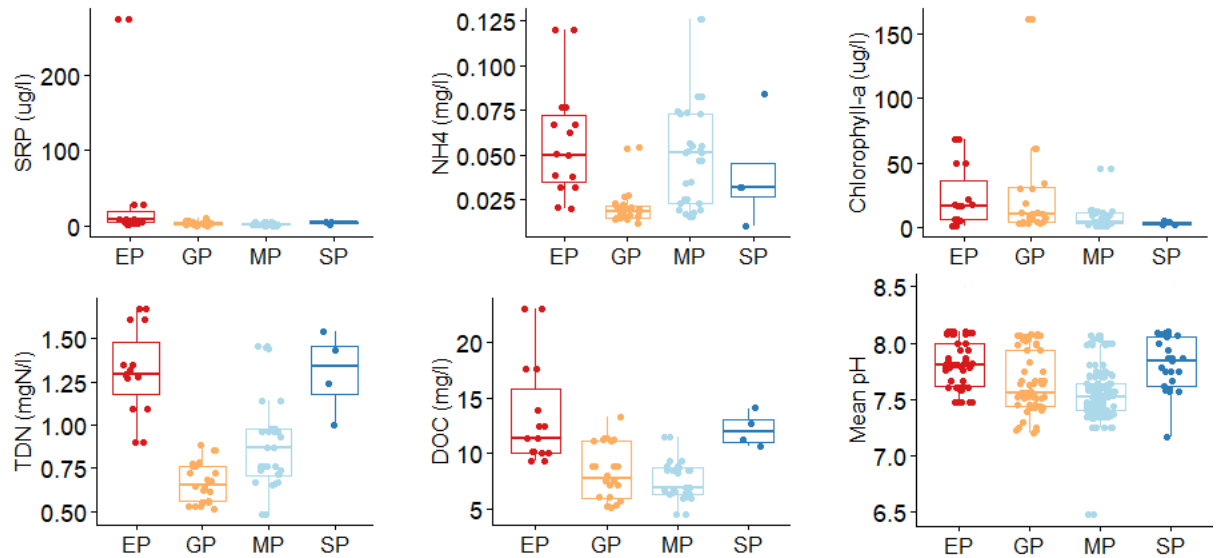 SRP (ug/l)
200
100
0
EP GP MP SP
NH4 (mg/l)
0.125
0.100
0.075
0.050
0.025
EP GP MP SP
Chlorophyll-a (ug/l)
150
100
50
0
EP GP MP SP
TDN (mgN/l)
1.50
1.25
1.00
0.75
0.50
EP GP MP SP
DOC (mg/l)
20
15
10
5
EP GP MP SP
Mean pH
8.5
8.0
7.5
7.0
6.5
EP GP MP SP